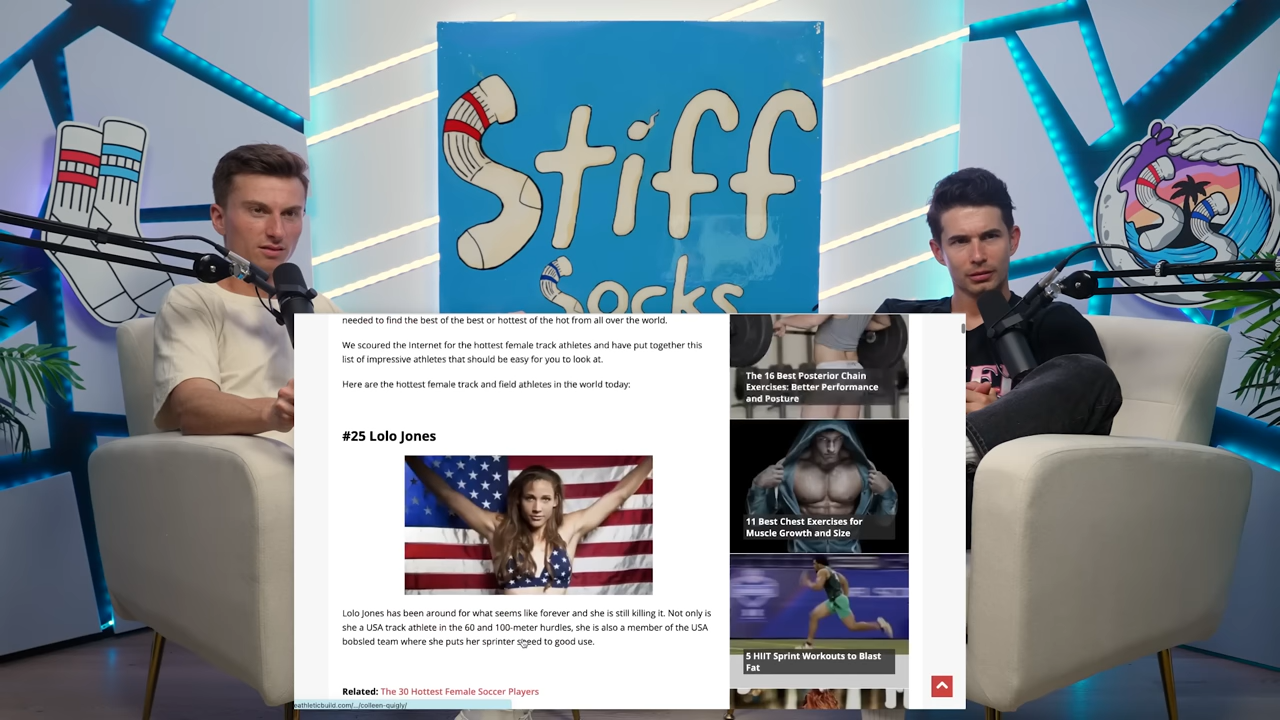 Stiff
Socks
needed to find the best of the best or hottest of the hot from all over the world.
We scoured the Internet for the hottest female track athletes and have put together this
list of impressive athletes that should be easy for you to look at.
Here are the hottest female track and field athletes in the world today:
#25 Lolo Jones
Lolo Jones has been around for what seems like forever and she is still killing it. Not only is
she a USA track athlete in the 60 and 100-meter hurdles, she is also a member of the USA
bobsled team where she puts her sprinter speed to good use.
Related: The 30 Hottest Female Soccer Players
eathleticbuild.com/.../colleen-quigly/
The 16 Best Posterior Chain
Exercises: Better Performance
and Posture
11 Best Chest Exercises for
Muscle Growth and Size
5 HIIT Sprint Workouts to Blast
Fat